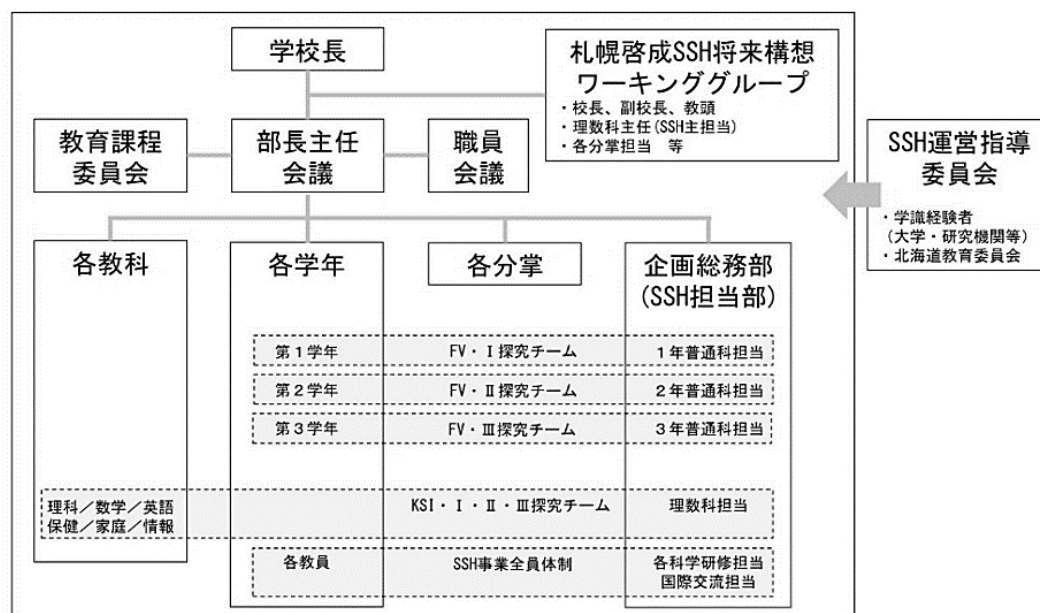 学校長
札幌啓成SSH将来構想
ワーキンググループ
・校長、副校長、教頭
・理数科主任(SSH主担当)
・各分掌担当　等
教育課程
委員会
部長主任
会議
職員
会議
SSH運営指導
委員会
・学識経験者
(大学・研究機関等)
・北海道教育委員会
各教科
各学年
各分掌
企画総務部
(SSH担当部)
第１学年
FV・Ⅰ探究チーム
１年普通科担当
第２学年
FV・Ⅱ探究チーム
２年普通科担当
第３学年
FV・Ⅲ探究チーム
３年普通科担当
理科／数学／英語
保健／家庭／情報
KSI・Ⅰ・Ⅱ・Ⅲ探究チーム
理数科担当
各教員
SSH事業全員体制
各科学研修担当
国際交流担当